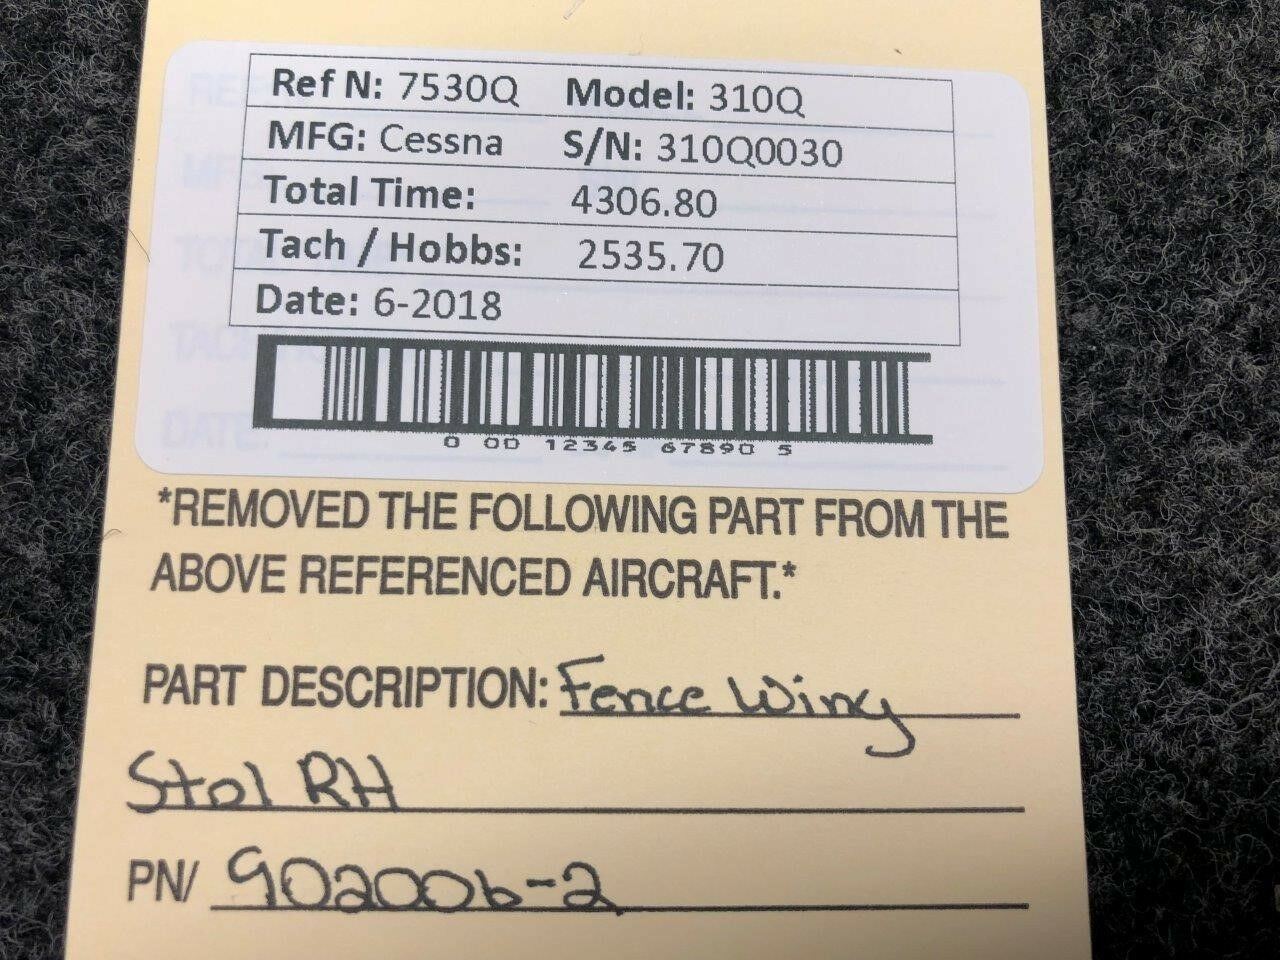 Ref N: 7530Q Model: 310Q
MFG: Cessna S/N: 310Q0030
Total Time: 4306.80
Tach / Hobbs: 2535.70
Date: 6-2018
0 00 12345 67890 5
*REMOVED THE FOLLOWING PART FROM THE
ABOVE REFERENCED AIRCRAFT.*
PART DESCRIPTION: Fence Wing
Stol RH
PN/ 902006-2